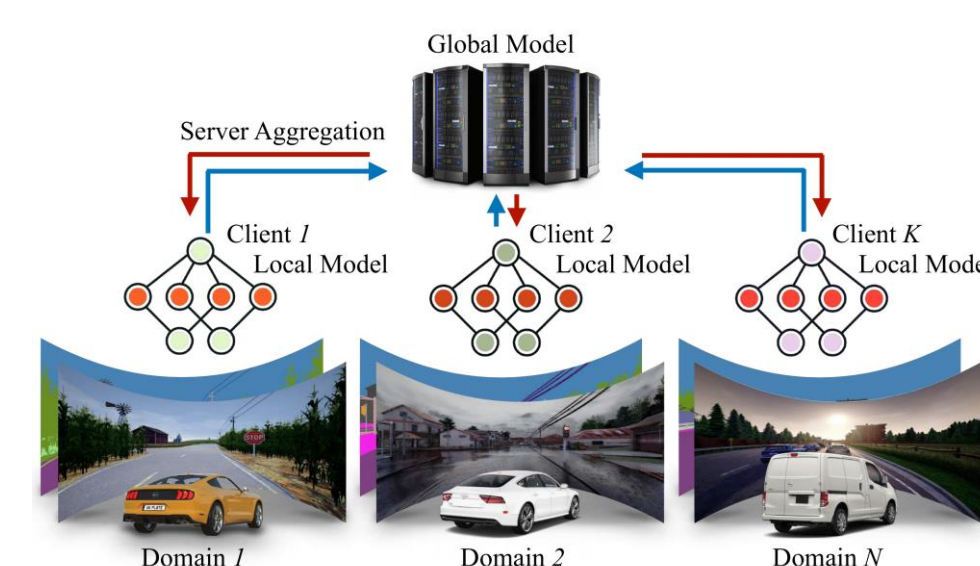 Global Model
Server Aggregation
Client 1
Local Model
Client 2
Local Model
Client K
Local Mode
STOP
Domain 1
Domain 2
Domain N